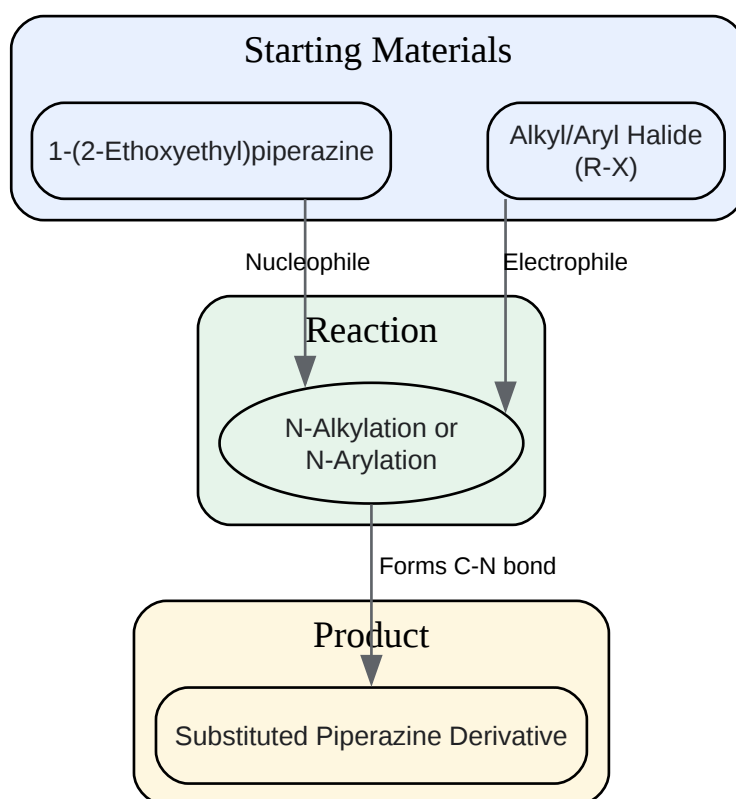 Starting Materials
1-(2-Ethoxyethyl)piperazine
Alkyl/Aryl Halide
(R-X)
Nucleophile
Electrophile
Reaction
N-Alkylation or
N-Arylation
Forms C-N bond
Product
Substituted Piperazine Derivative